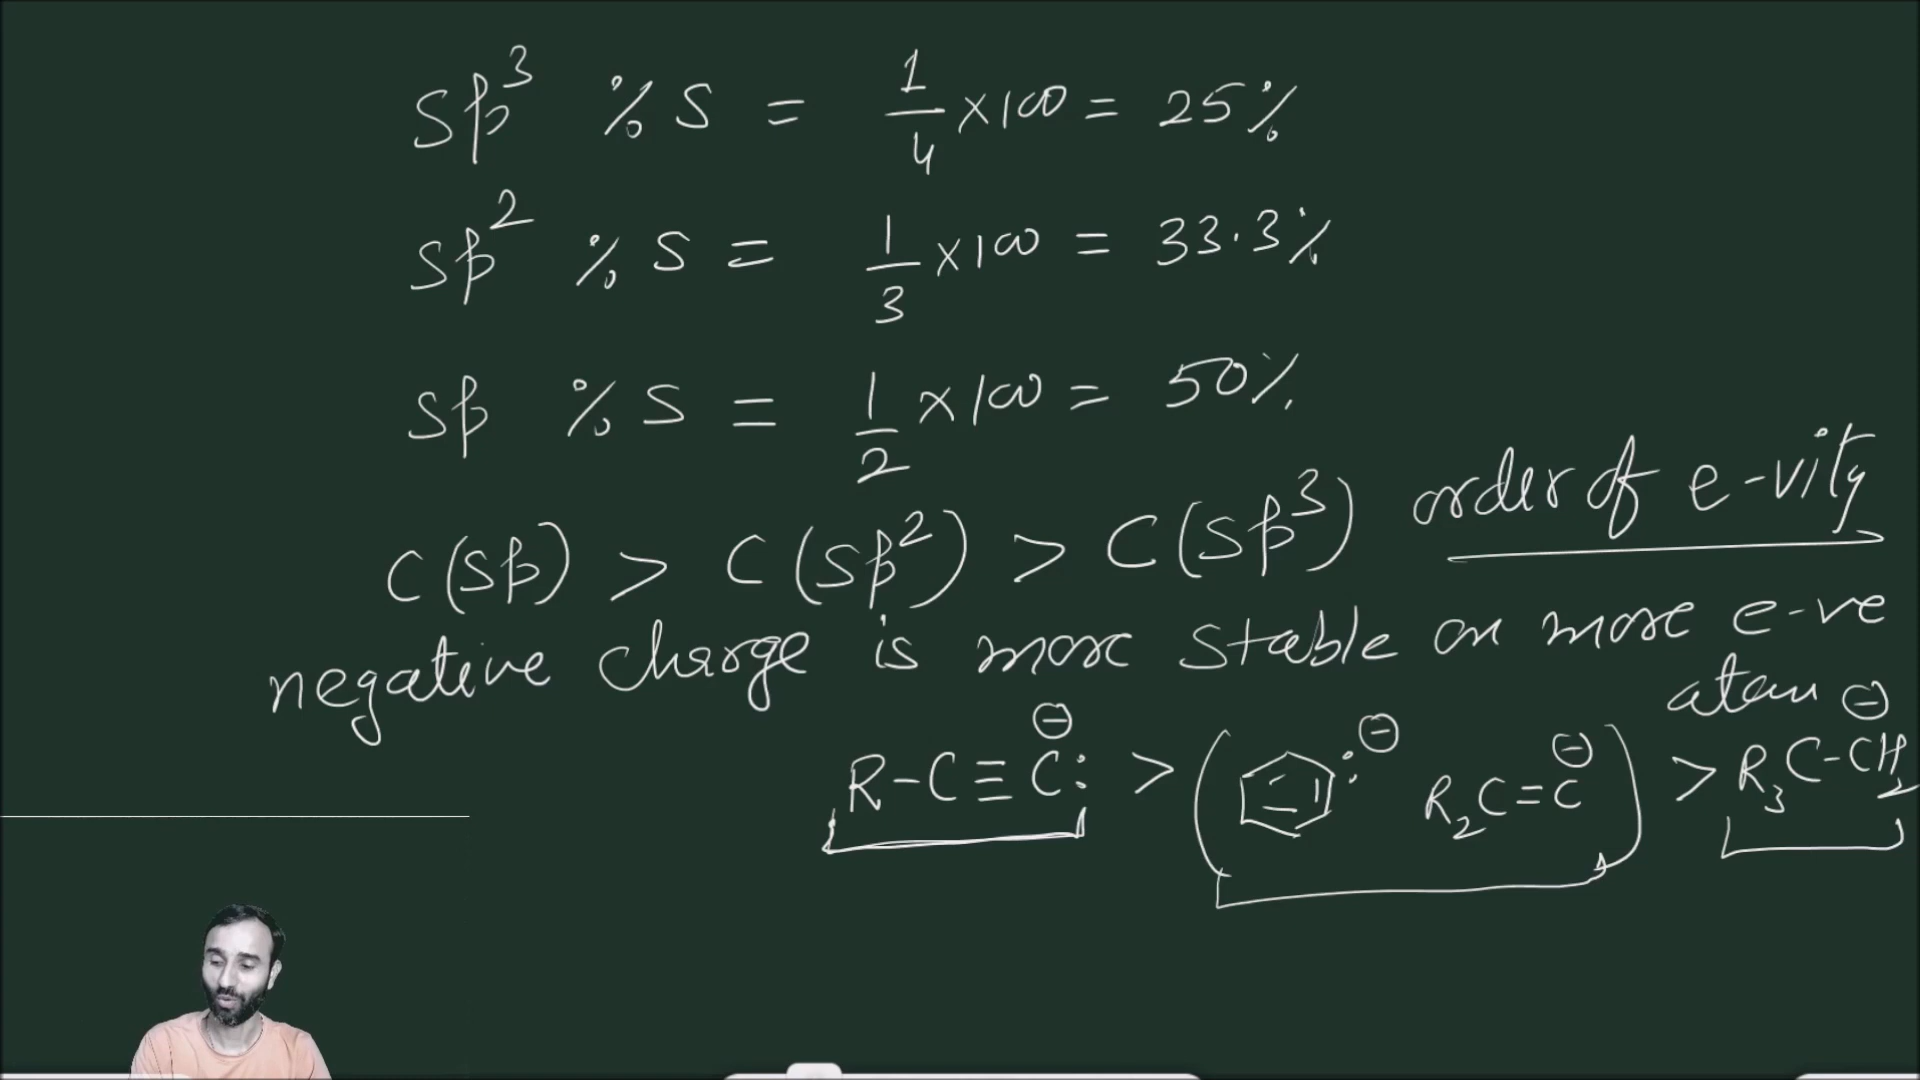 sp³ % S = 1/4 × 100 = 25%
sp² % S = 1/3 × 100 = 33.3%
sp % S = 1/2 × 100 = 50%
C(sp) > C(sp²) > C(sp³) order of e-vity
negative charge is more stable on more e-ve
atom
R-C≡C:⊖ > ( :⊖ R₂C=C⊖ ) > R₃C-CH₂⊖